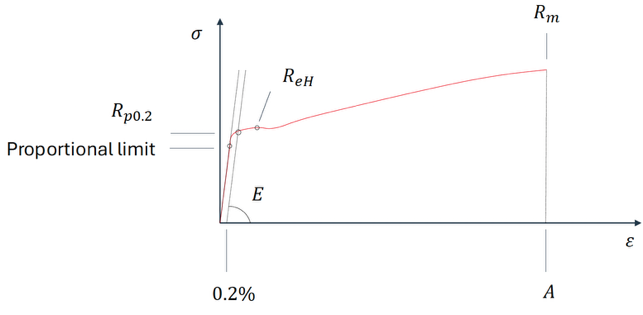 R_m
σ
R_eH
R_p0.2
Proportional limit
E
ε
0.2%
A